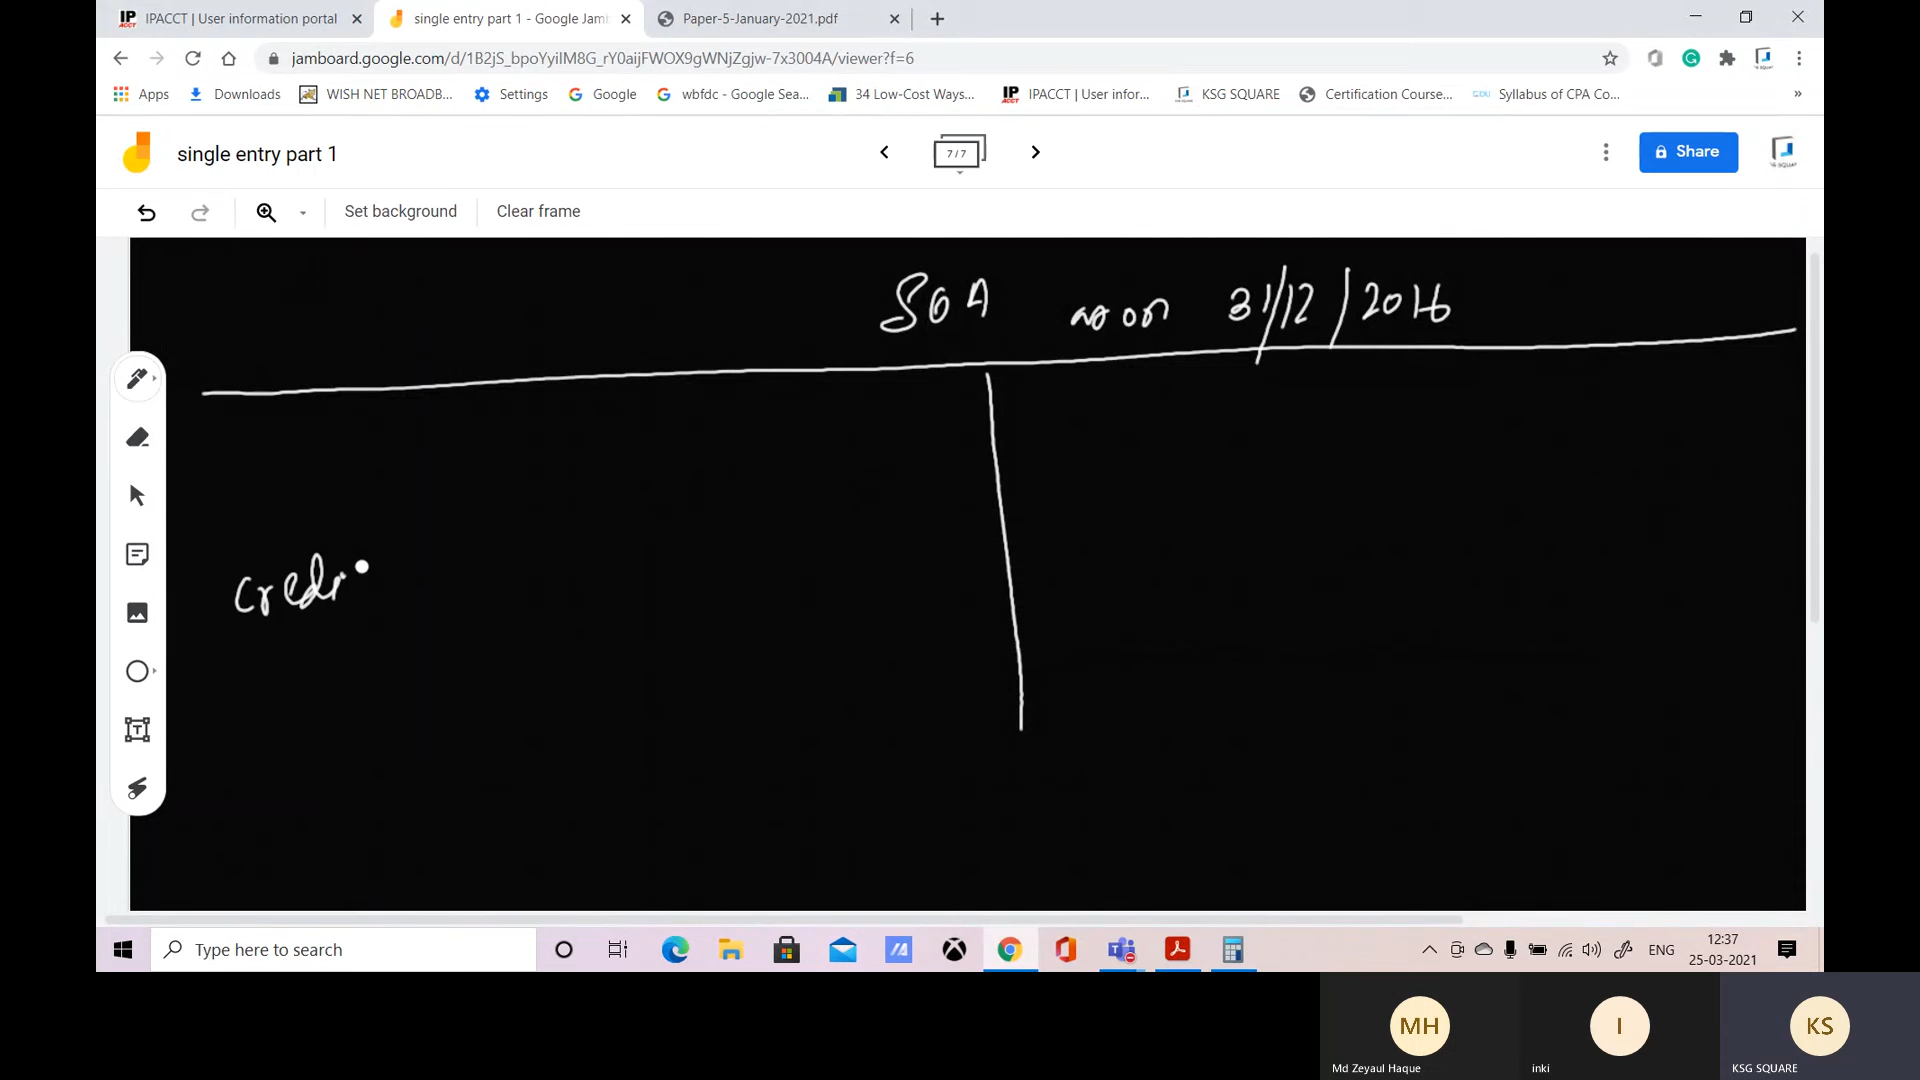 IPACCT | User information portal
single entry part 1 - Google Jamb
Paper-5-January-2021.pdf
jamboard.google.com/d/1B2jS_bpoYyiIM8G_rY0aijFWOX9gWNjZgjw-7x3004A/viewer?f=6
Apps Downloads WISH NET BROADB... Settings Google wbfdc - Google Sea... 34 Low-Cost Ways... IPACCT | User infor... KSG SQUARE Certification Course... Syllabus of CPA Co... »
single entry part 1
7 / 7
Share
Set background Clear frame
SOA as on 31/12/2016
Credi
Type here to search
ENG
12:37
25-03-2021
MH
I
KS
Md Zeyaul Haque
inki
KSG SQUARE